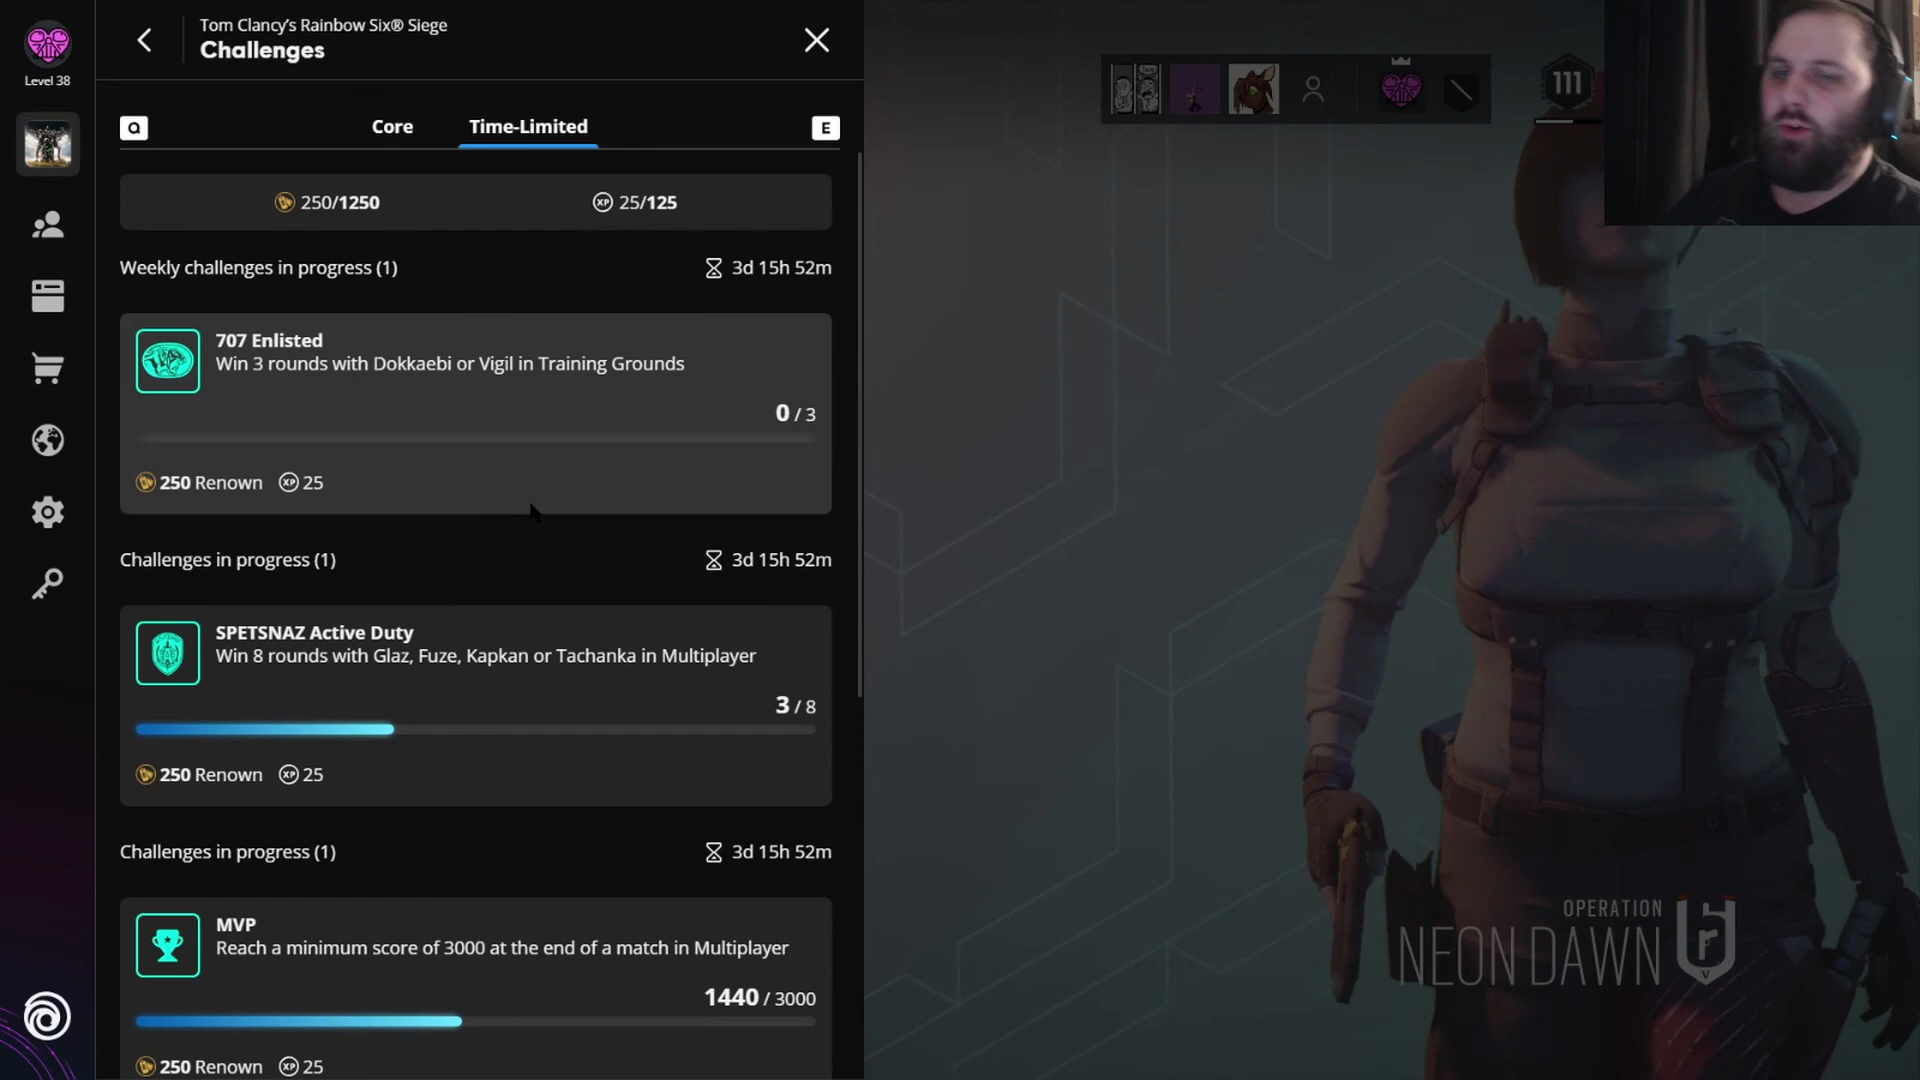 Tom Clancy's Rainbow Six® Siege
Challenges
Level 38
Q
Core
Time-Limited
E
250/1250
XP 25/125
Weekly challenges in progress (1)
3d 15h 52m
707 Enlisted
Win 3 rounds with Dokkaebi or Vigil in Training Grounds
0 / 3
250 Renown XP 25
Challenges in progress (1)
3d 15h 52m
SPETSNAZ Active Duty
Win 8 rounds with Glaz, Fuze, Kapkan or Tachanka in Multiplayer
3 / 8
250 Renown XP 25
Challenges in progress (1)
3d 15h 52m
MVP
Reach a minimum score of 3000 at the end of a match in Multiplayer
1440 / 3000
250 Renown XP 25
111
OPERATION
NEON DAWN